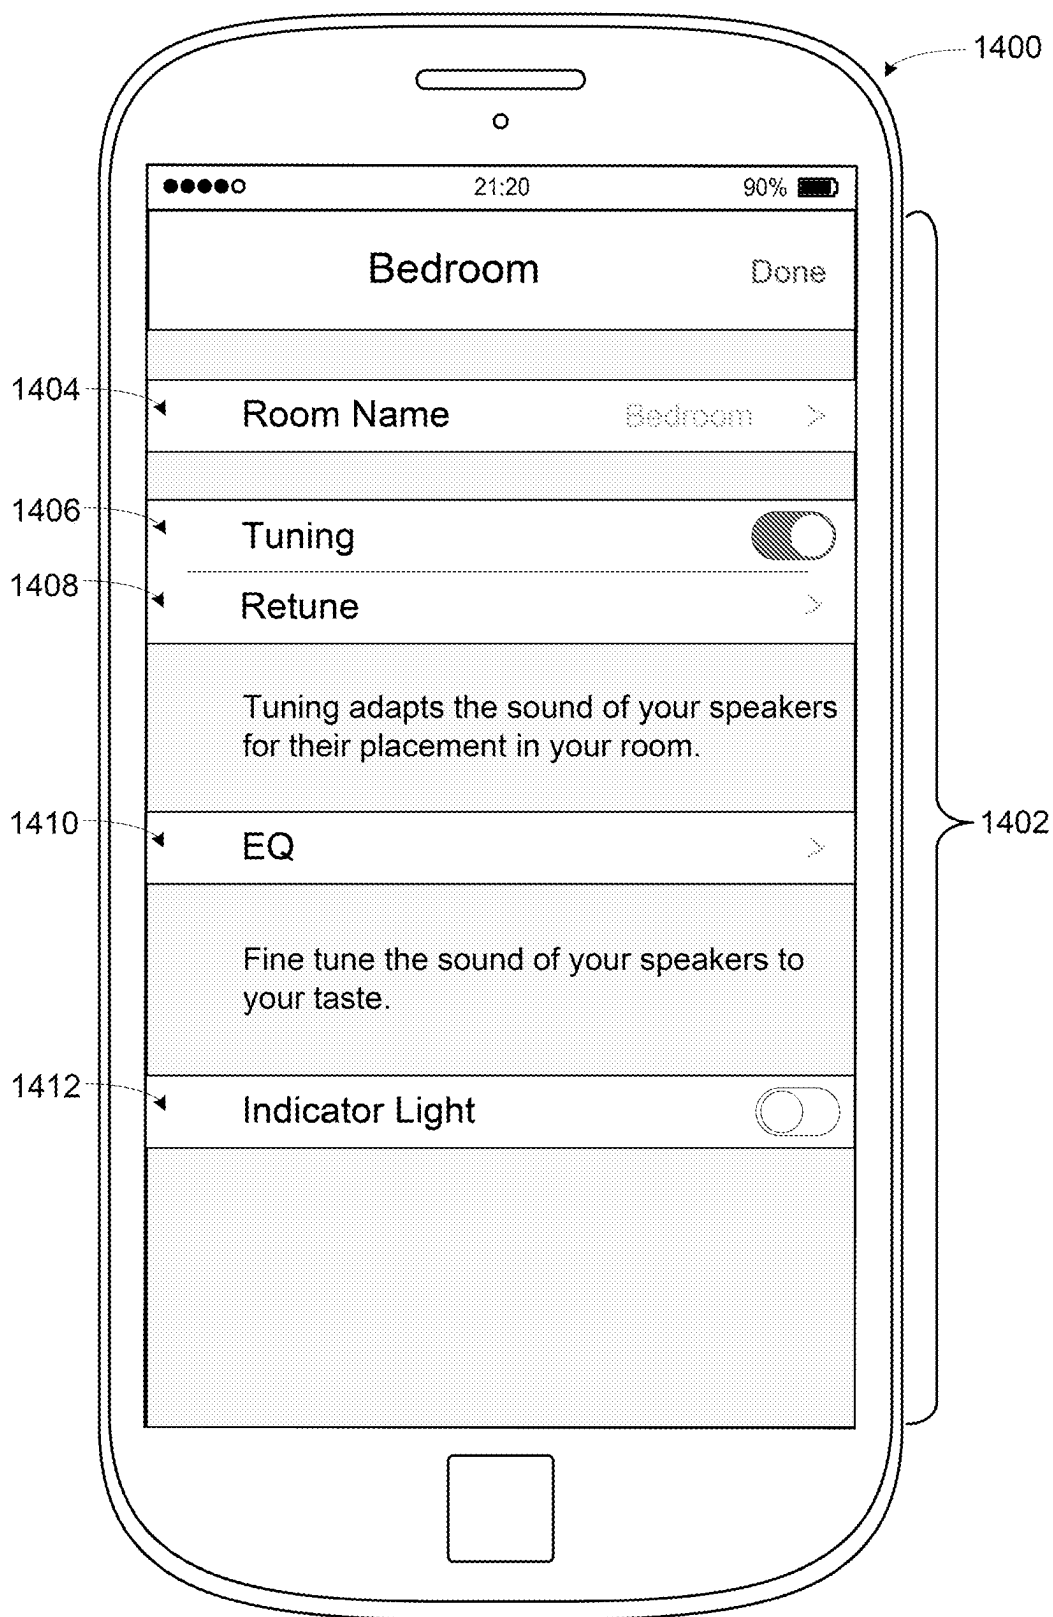 1400
21:20 90%
Bedroom Done
1404 Room Name Bedroom >
1406 Tuning
1408 Retune >
Tuning adapts the sound of your speakers
for their placement in your room.
1410 EQ > 1402
Fine tune the sound of your speakers to
your taste.
1412 Indicator Light